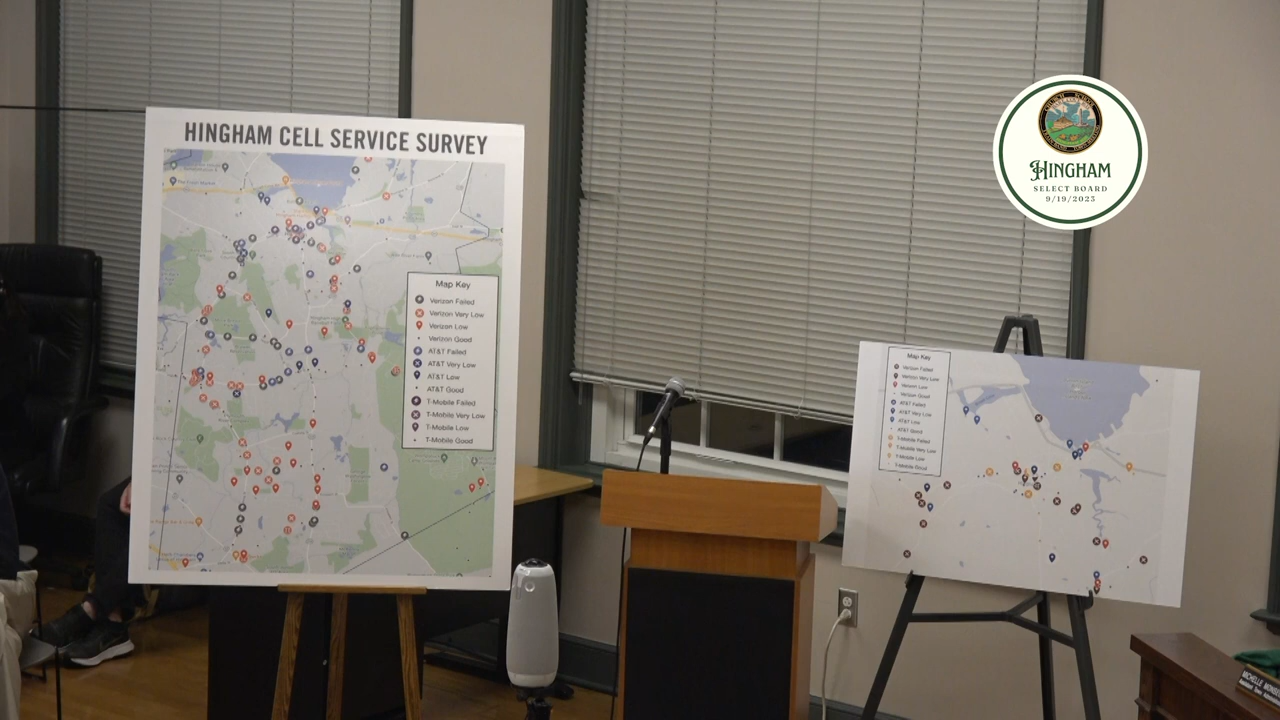 HINGHAM CELL SERVICE SURVEY
Map Key
Verizon Failed
Verizon Very Low
Verizon Low
Verizon Good
AT&T Failed
AT&T Very Low
AT&T Low
AT&T Good
T-Mobile Failed
T-Mobile Very Low
T-Mobile Low
T-Mobile Good
HINGHAM
SELECT BOARD
9/19/2023
Map Key
Verizon Failed
Verizon Very Low
Verizon Low
Verizon Good
AT&T Failed
AT&T Very Low
AT&T Low
AT&T Good
T-Mobile Failed
T-Mobile Very Low
T-Mobile Low
T-Mobile Good
MICHELLE